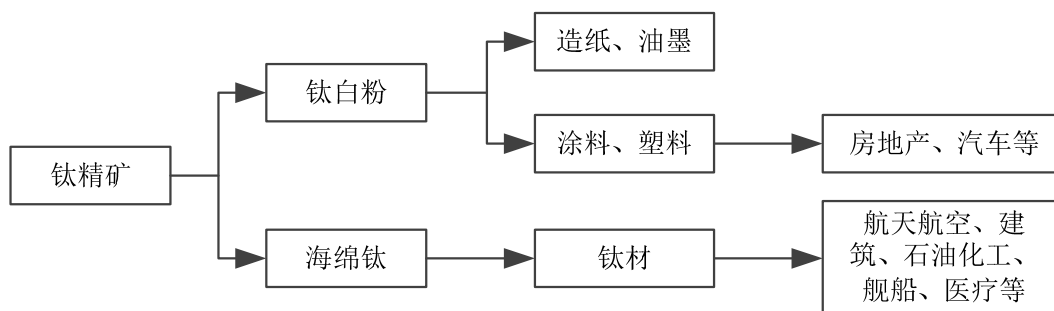 造纸、油墨
钛白粉
涂料、塑料
房地产、汽车等
钛精矿
海绵钛
钛材
航天航空、建
筑、石油化工、
舰船、医疗等